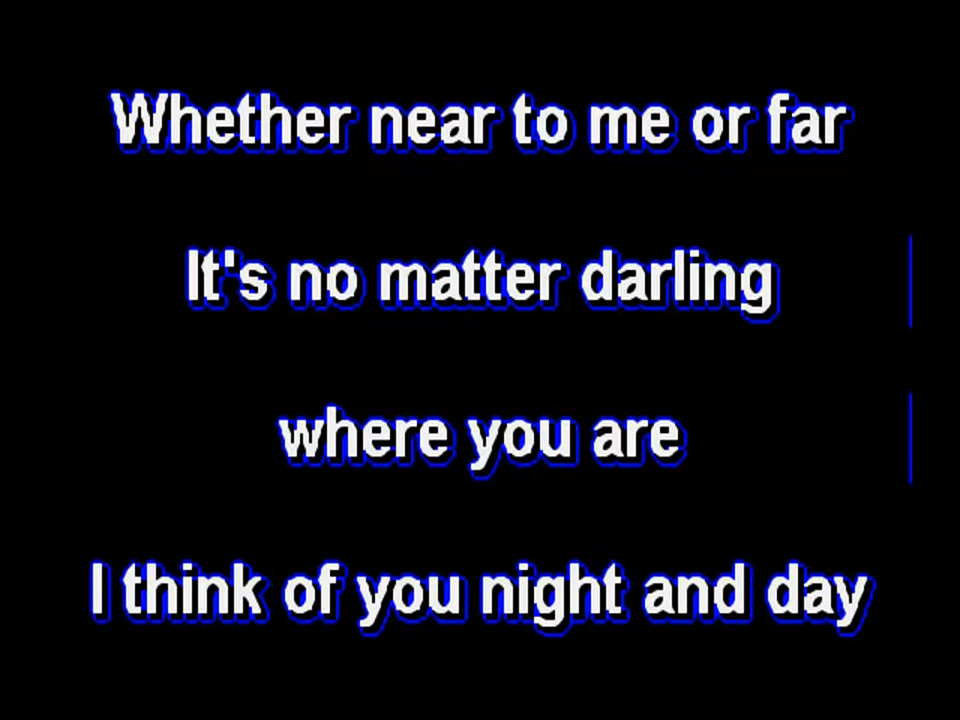 Whether near to me or far
It's no matter darling
where you are
I think of you night and day